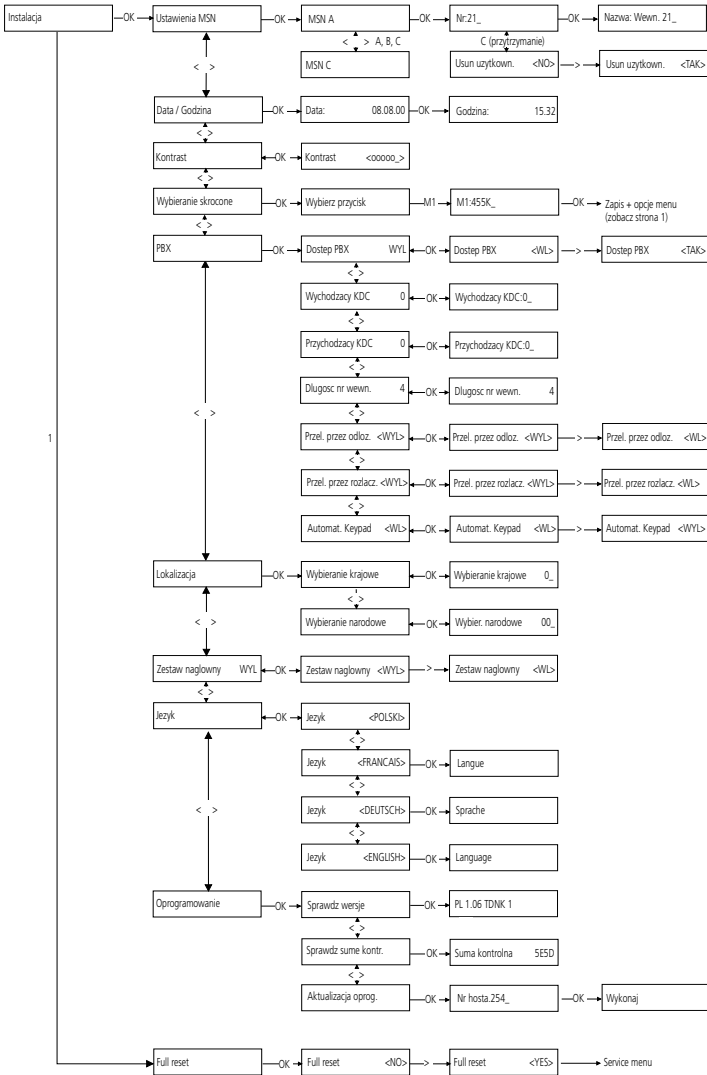 Instalacja OK Ustawienia MSN OK MSN A OK Nr:21_ OK Nazwa: Wewn. 21_
< > A, B, C C (przytrzymanie)
< > MSN C Usun uzytkown. <NO> > Usun uzytkown. <TAK>
Data / Godzina OK Data: 08.08.00 OK Godzina: 15.32
< >
Kontrast OK Kontrast <ooooo_>
< >
Wybieranie skrocone OK Wybierz przycisk M1 M1:455K_ OK Zapis + opcje menu
(zobacz strona 1)
< >
PBX OK Dostep PBX WYL OK Dostep PBX <WL> > Dostep PBX <TAK>
< >
Wychodzacy KDC 0 OK Wychodzacy KDC:0_
< >
Przychodzacy KDC 0 OK Przychodzacy KDC:0_
< >
Dlugosc nr wewn. 4 OK Dlugosc nr wewn. 4
< > < >
1 Przel. przez odloz. <WYL> OK Przel. przez odloz. <WYL> > Przel. przez odloz. <WL>
< >
Przel. przez rozlacz. <WYL> OK Przel. przez rozlacz. <WYL> > Przel. przez rozlacz. <WL>
< >
Automat. Keypad <WL> OK Automat. Keypad <WL> > Automat. Keypad <WYL>
Lokalizacja OK Wybieranie krajowe OK Wybieranie krajowe 0_
< >
< > Wybieranie narodowe OK Wybier. narodowe 00_
Zestaw naglowny WYL OK Zestaw naglowny <WYL> > Zestaw naglowny <WL>
< >
Jezyk OK Jezyk <POLSKI>
< >
Jezyk <FRANCAIS> OK Langue
< >
< > Jezyk <DEUTSCH> OK Sprache
< >
Jezyk <ENGLISH> OK Language
Oprogramowanie OK Sprawdz wersje OK PL 1.06 TDNK 1
< >
Sprawdz sume kontr. OK Suma kontrolna 5E5D
< >
Aktualizacja oprog. OK Nr hosta.254_ OK Wykonaj
Full reset OK Full reset <NO> > Full reset <YES> Service menu